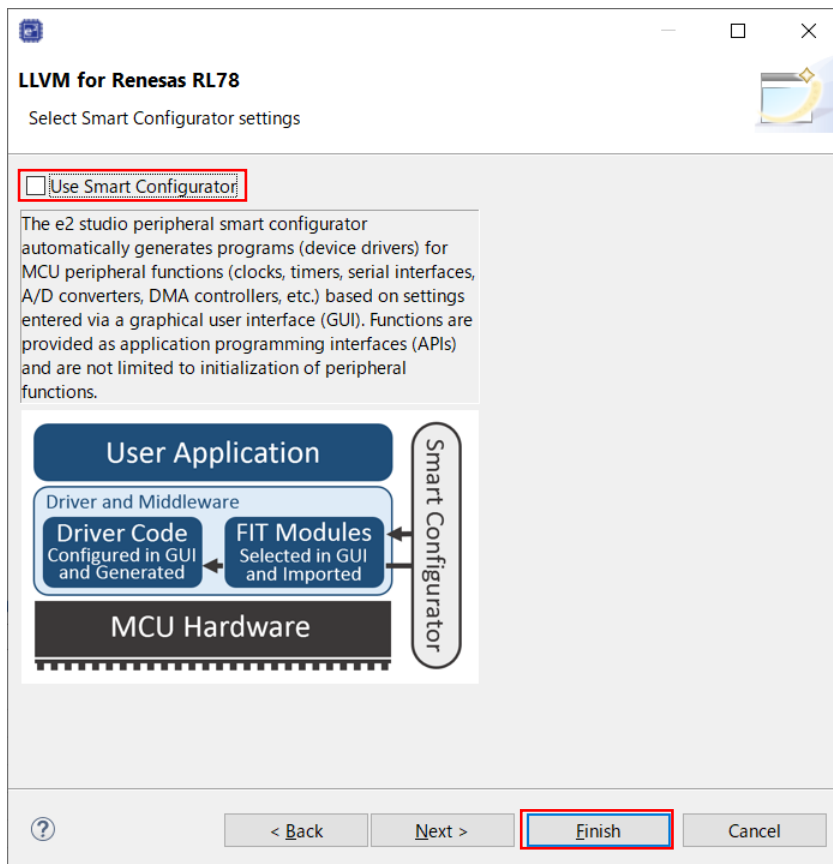 LLVM for Renesas RL78
Select Smart Configurator settings
Use Smart Configurator
The e2 studio peripheral smart configurator
automatically generates programs (device drivers) for
MCU peripheral functions (clocks, timers, serial interfaces,
A/D converters, DMA controllers, etc.) based on settings
entered via a graphical user interface (GUI). Functions are
provided as application programming interfaces (APIs)
and are not limited to initialization of peripheral
functions.
User Application
Driver and Middleware
Driver Code
Configured in GUI
and Generated
FIT Modules
Selected in GUI
and Imported
Smart Configurator
MCU Hardware
?
< Back
Next >
Finish
Cancel